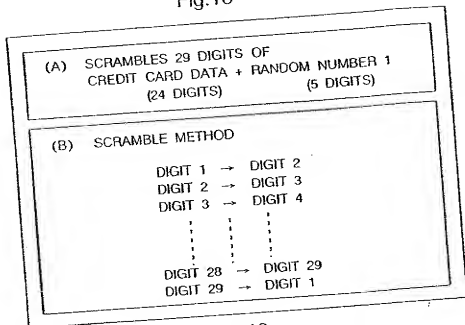 (A) SCRAMBLES 29 DIGITS OF
CREDIT CARD DATA + RANDOM NUMBER 1
(24 DIGITS) (5 DIGITS)
(B) SCRAMBLE METHOD
DIGIT 1 → DIGIT 2
DIGIT 2 → DIGIT 3
DIGIT 3 → DIGIT 4
DIGIT 28 → DIGIT 29
DIGIT 29 → DIGIT 1